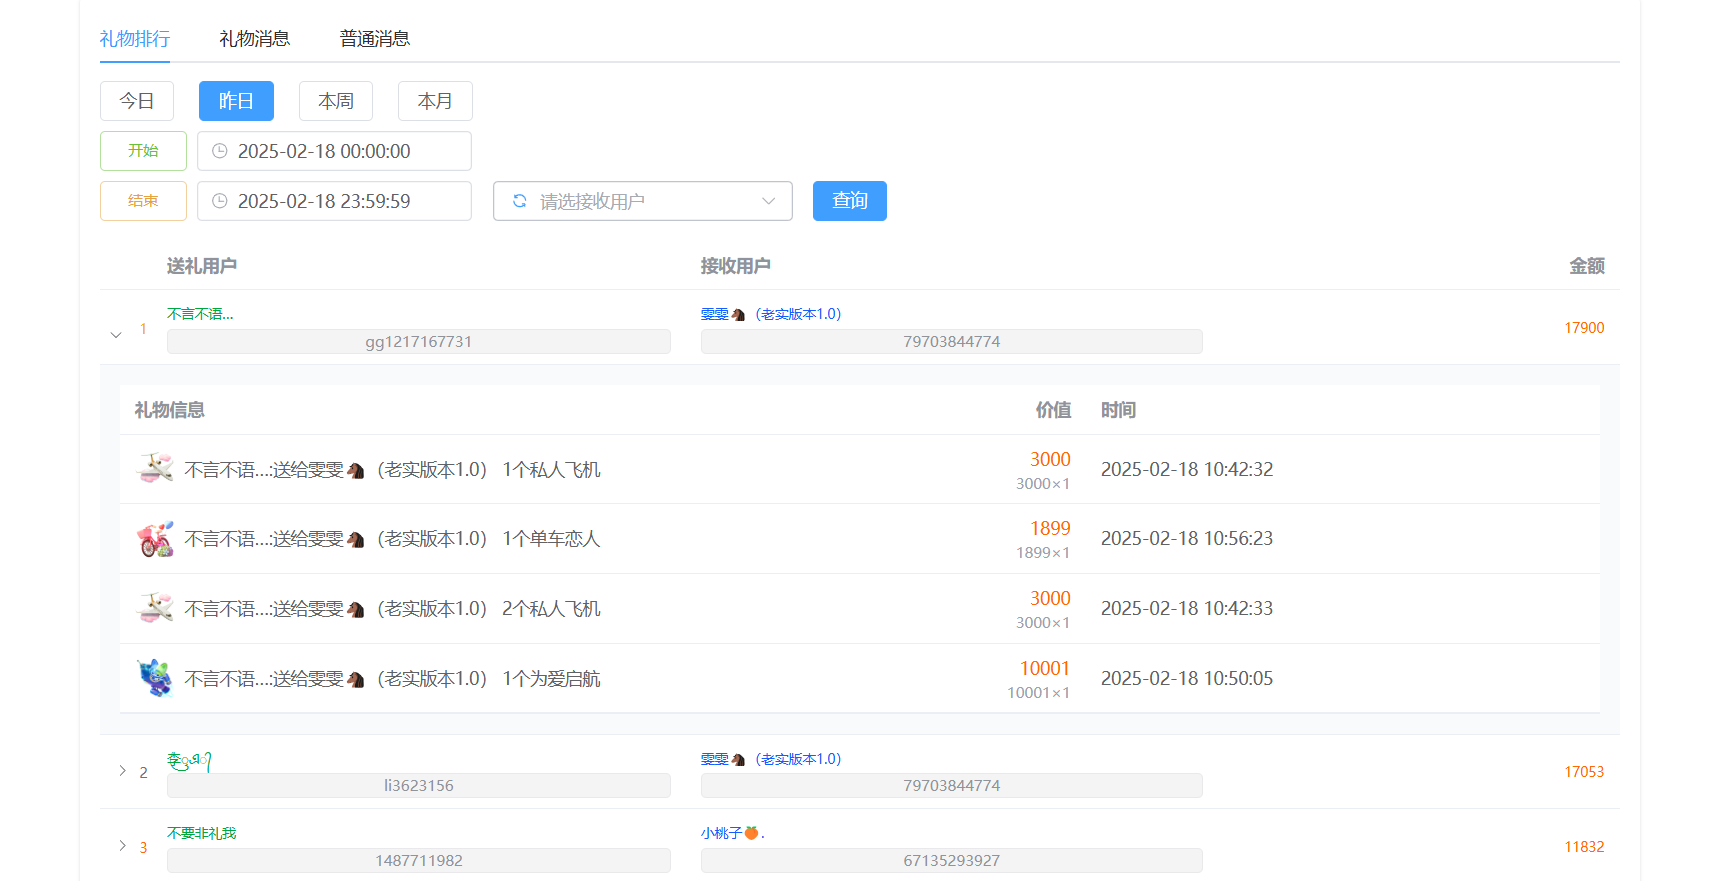 礼物排行 礼物消息 普通消息
今日 昨日 本周 本月
开始 2025-02-18 00:00:00
结束 2025-02-18 23:59:59 请选接收用户 查询
送礼用户 接收用户 金额
1 不言不语... 雯雯🐴（老实版本1.0） 17900
gg1217167731 79703844774
礼物信息 价值 时间
不言不语...:送给雯雯🐴（老实版本1.0） 1个私人飞机 3000 2025-02-18 10:42:32
3000×1
不言不语...:送给雯雯🐴（老实版本1.0） 1个单车恋人 1899 2025-02-18 10:56:23
1899×1
不言不语...:送给雯雯🐴（老实版本1.0） 2个私人飞机 3000 2025-02-18 10:42:33
3000×1
不言不语...:送给雯雯🐴（老实版本1.0） 1个为爱启航 10001 2025-02-18 10:50:05
10001×1
2 李 雯雯🐴（老实版本1.0） 17053
li3623156 79703844774
3 不要非礼我 小桃子🍑. 11832
1487711982 67135293927